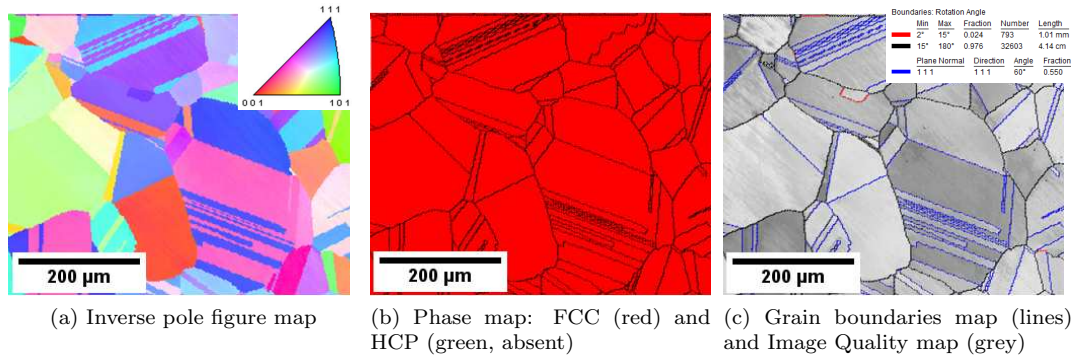 1 1 1
0 0 1
1 0 1
200 µm
200 µm
Boundaries: Rotation Angle
Min Max Fraction Number Length
2° 15° 0.024 793 1.01 mm
15° 180° 0.976 32603 4.14 cm
Plane Normal Direction Angle Fraction
1 1 1 1 1 1 60° 0.550
200 µm
(a) Inverse pole figure map
(b) Phase map: FCC (red) and
HCP (green, absent)
(c) Grain boundaries map (lines)
and Image Quality map (grey)